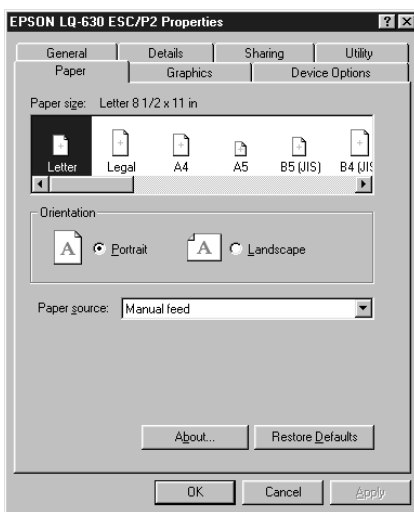 EPSON LQ-630 ESC/P2 Properties
General Details Sharing Utility
Paper Graphics Device Options
Paper size: Letter 8 1/2 x 11 in
Letter Legal A4 A5 B5 (JIS) B4 (JIS
Orientation
A Portrait A Landscape
Paper source: Manual feed
About... Restore Defaults
OK Cancel Apply